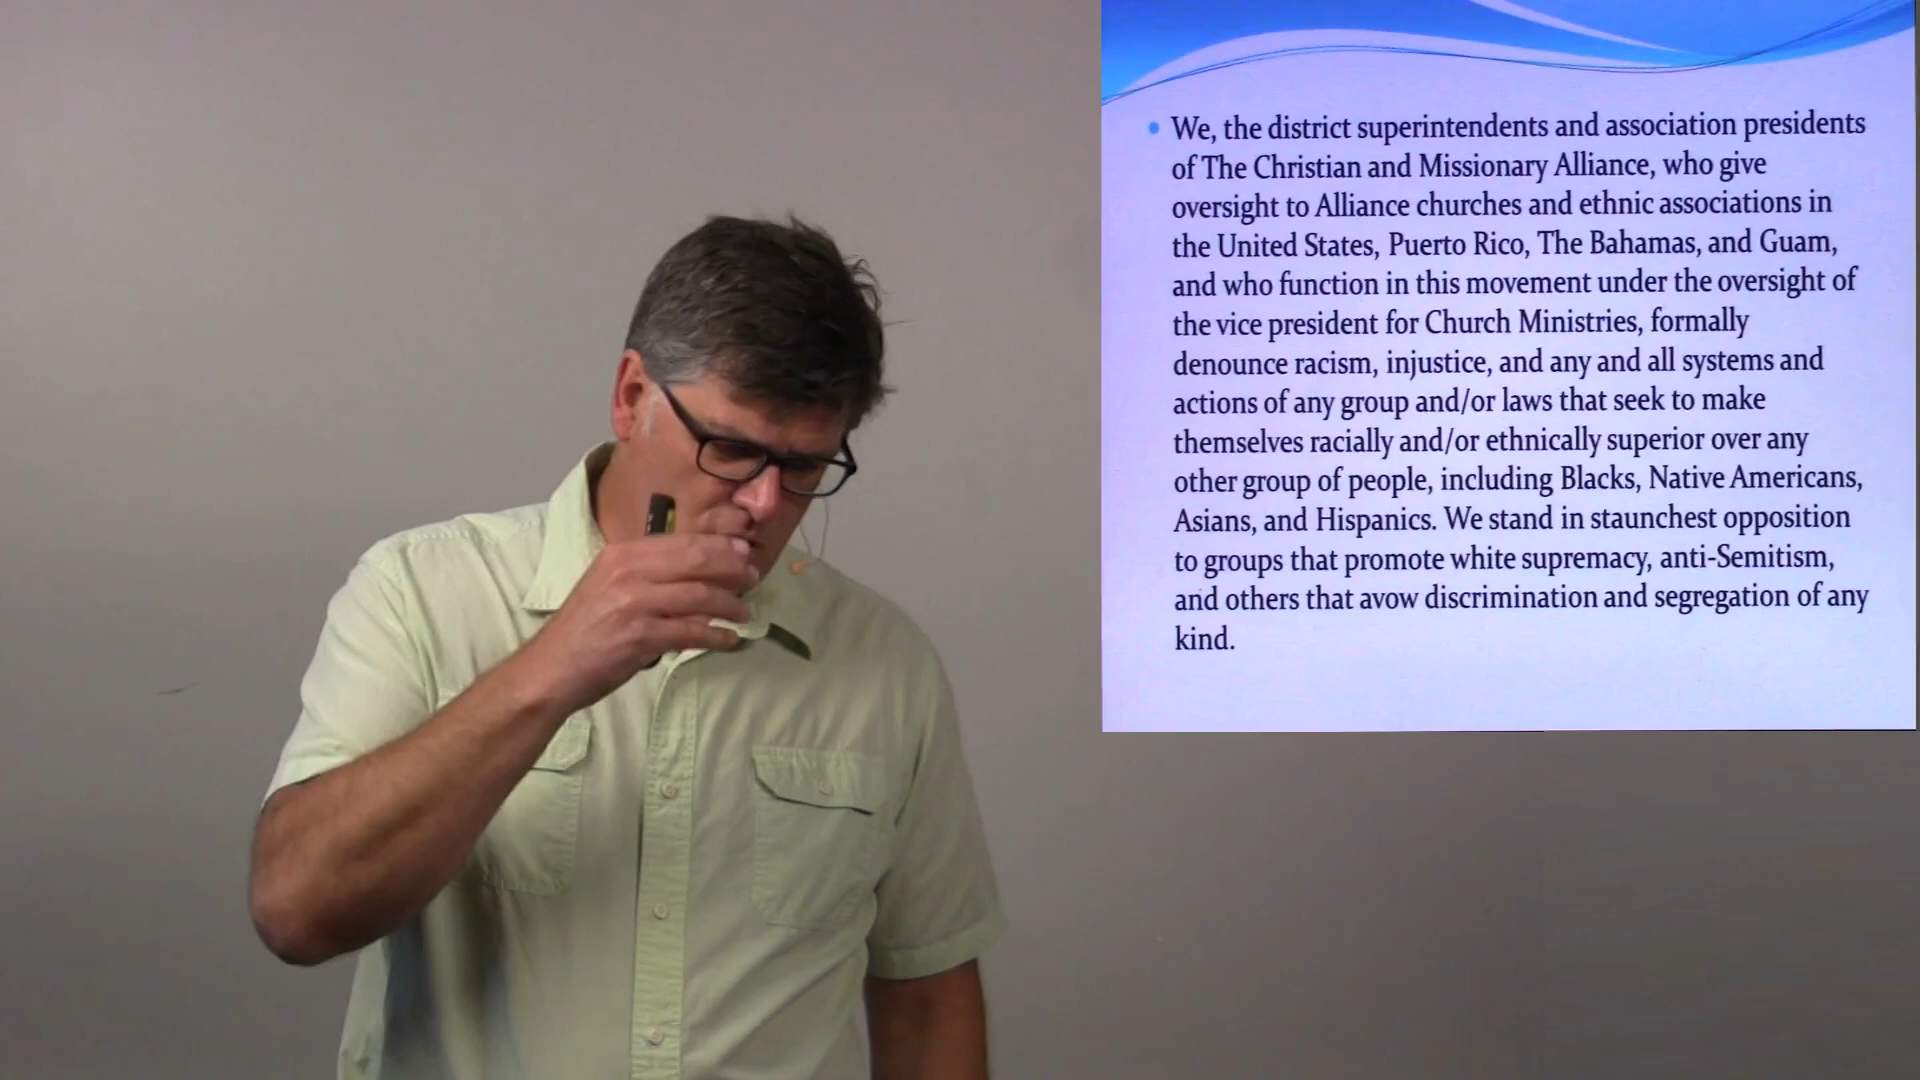 We, the district superintendents and association presidents
of The Christian and Missionary Alliance, who give
oversight to Alliance churches and ethnic associations in
the United States, Puerto Rico, The Bahamas, and Guam,
and who function in this movement under the oversight of
the vice president for Church Ministries, formally
denounce racism, injustice, and any and all systems and
actions of any group and/or laws that seek to make
themselves racially and/or ethnically superior over any
other group of people, including Blacks, Native Americans,
Asians, and Hispanics. We stand in staunchest opposition
to groups that promote white supremacy, anti-Semitism,
and others that avow discrimination and segregation of any
kind.